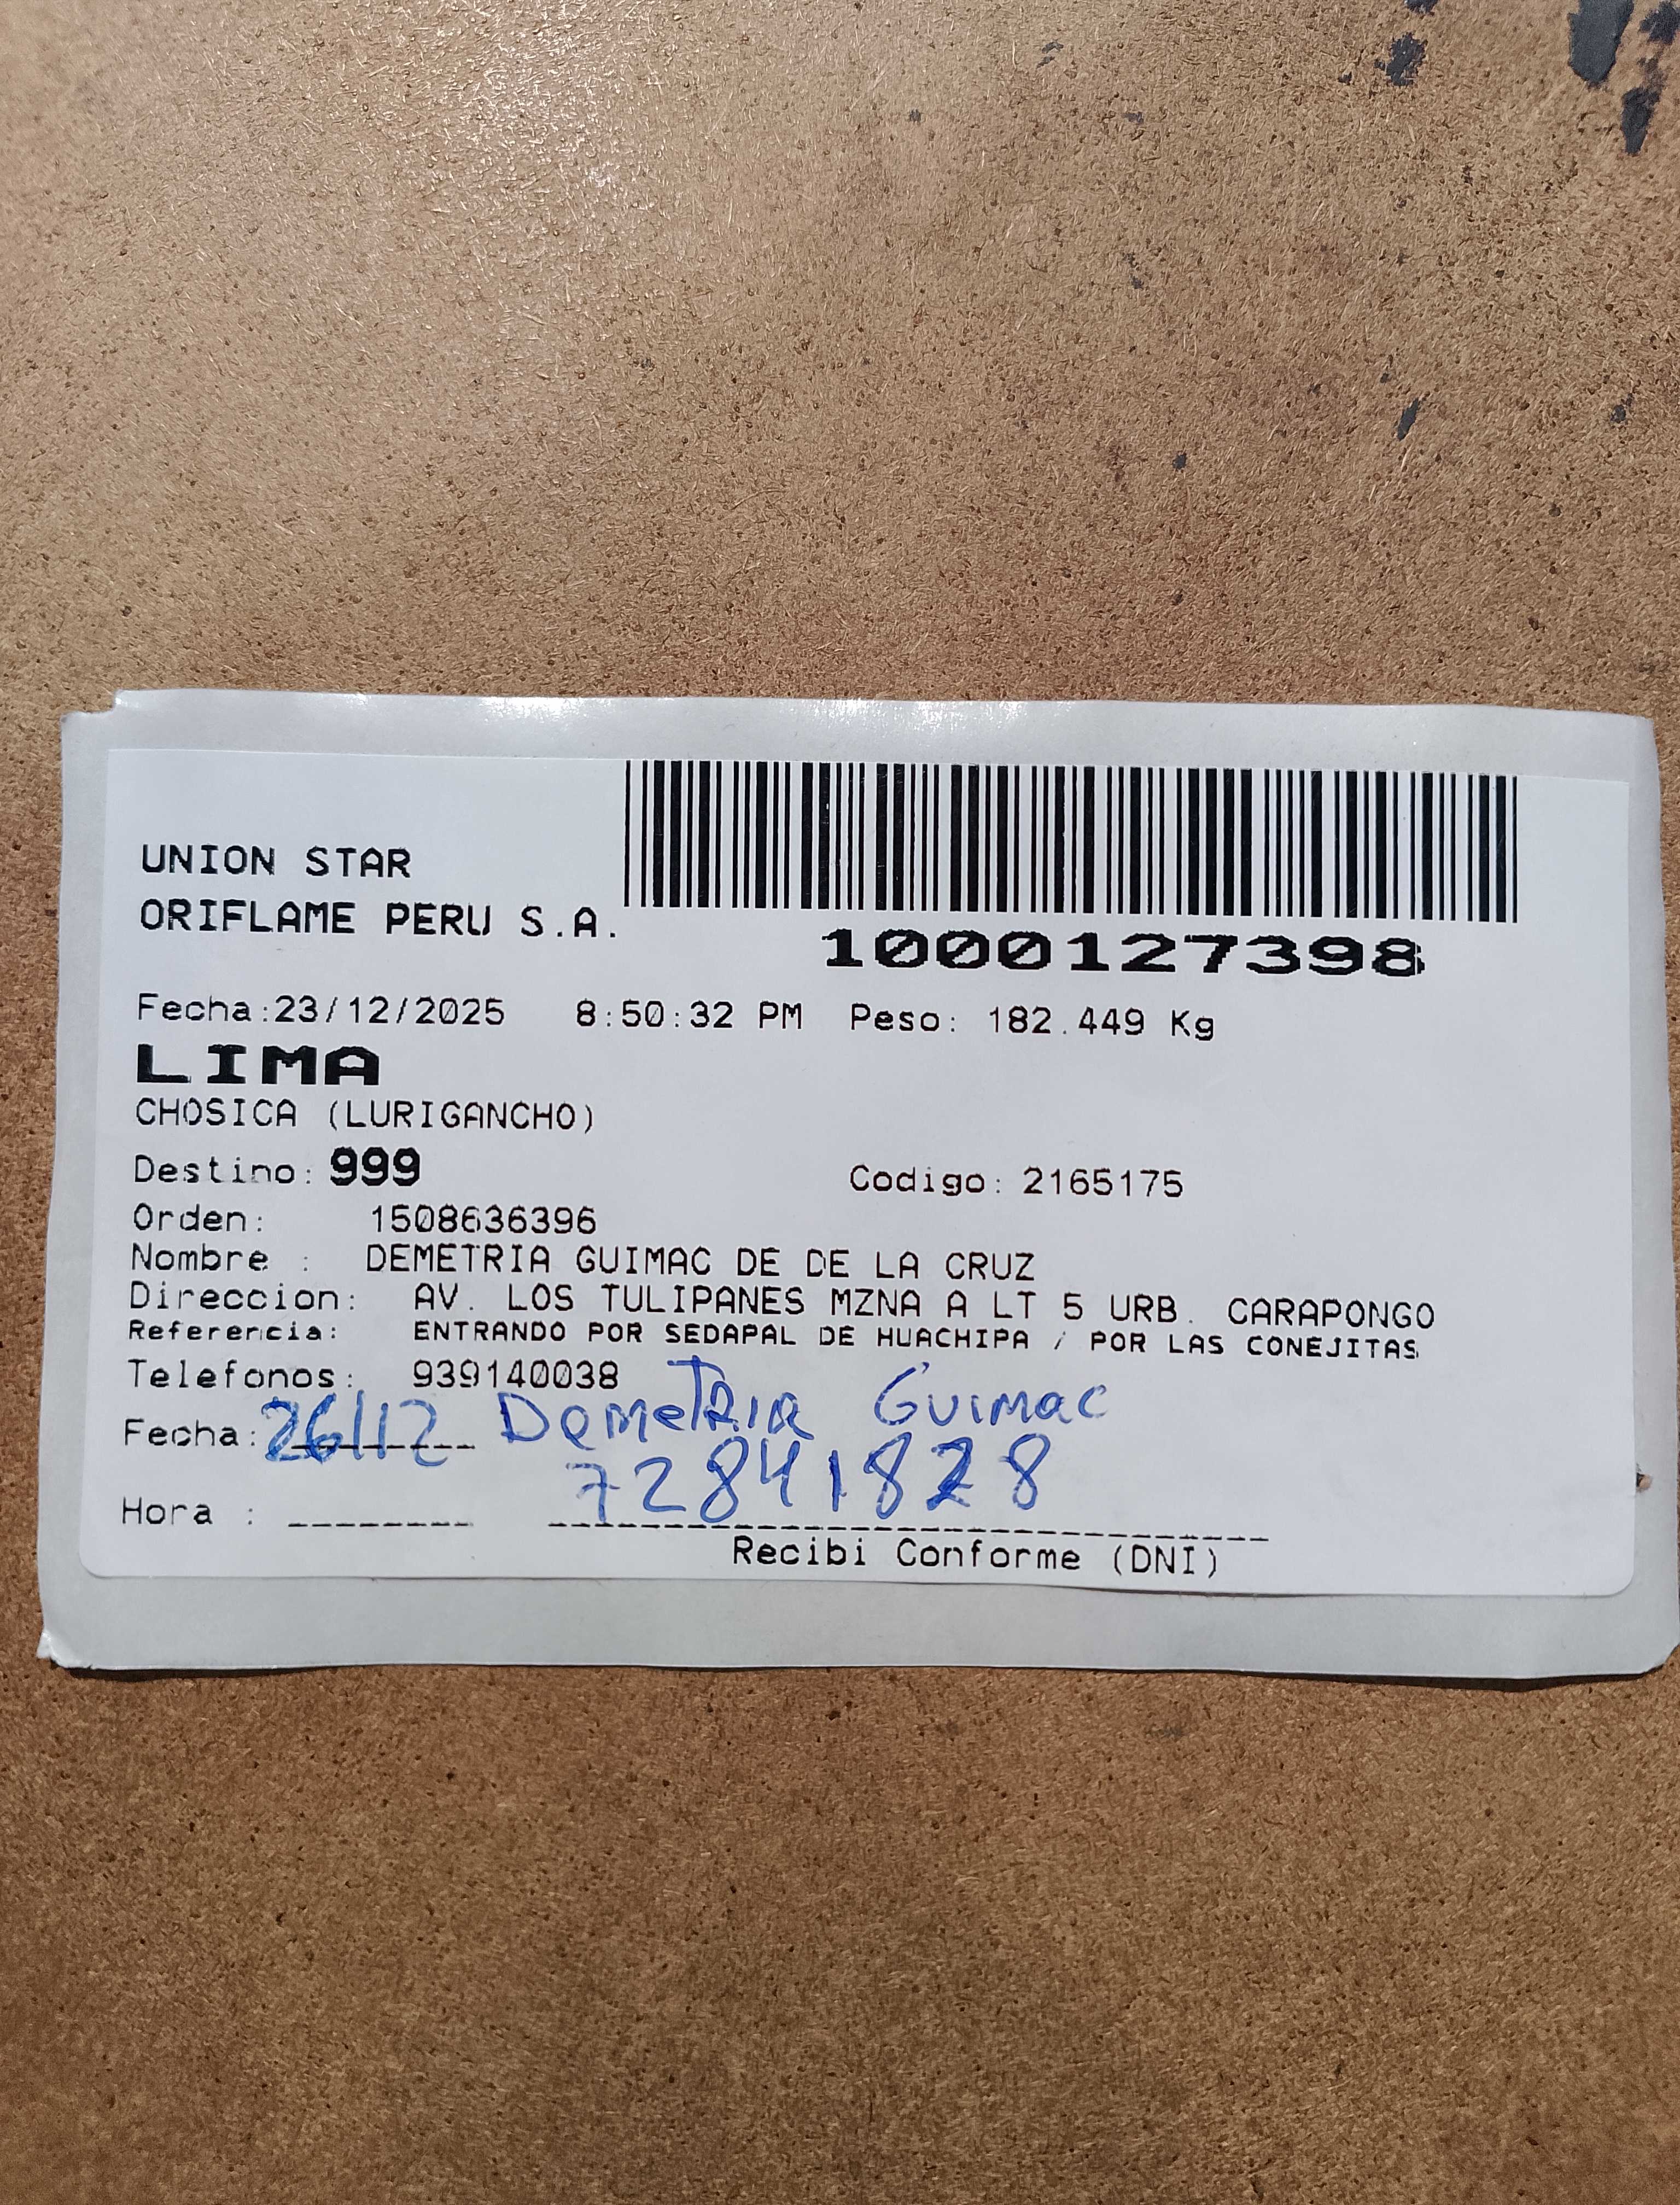 UNION STAR
ORIFLAME PERU S.A.
1000127398
Fecha:23/12/2025 8:50:32 PM Peso: 182.449 Kg
LIMA
CHOSICA (LURIGANCHO)
Destino: 999 Codigo: 2165175
Orden: 1508636396
Nombre : DEMETRIA GUIMAC DE DE LA CRUZ
Direccion: AV. LOS TULIPANES MZNA A LT 5 URB. CARAPONGO
Referencia: ENTRANDO POR SEDAPAL DE HUACHIPA / POR LAS CONEJITAS
Telefonos: 939140038
Fecha: 26/12 Demetria Guimac
72841828
Hora :
Recibi Conforme (DNI)